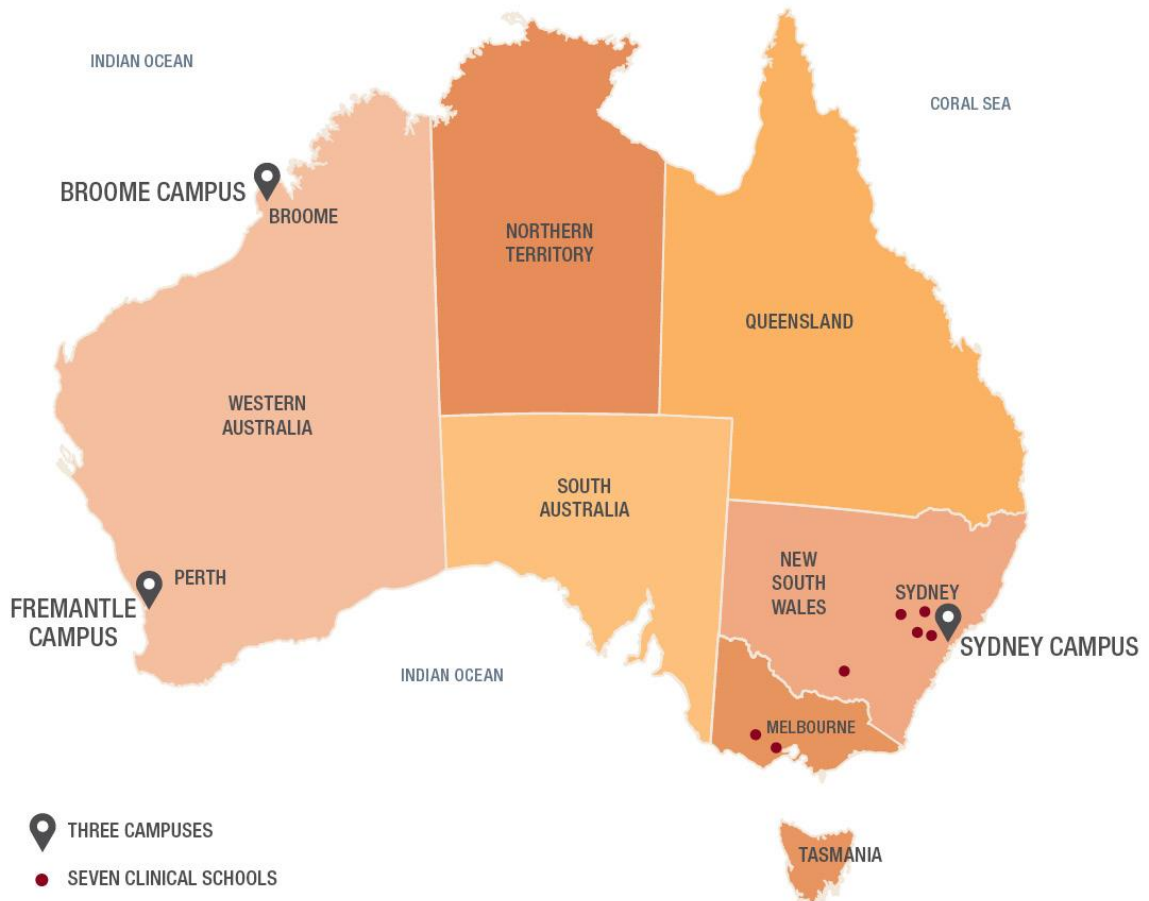 INDIAN OCEAN
CORAL SEA
BROOME CAMPUS
BROOME
NORTHERN
TERRITORY
QUEENSLAND
WESTERN
AUSTRALIA
SOUTH
AUSTRALIA
NEW
SOUTH
WALES
SYDNEY
PERTH
FREMANTLE
CAMPUS
SYDNEY CAMPUS
INDIAN OCEAN
MELBOURNE
THREE CAMPUSES
TASMANIA
SEVEN CLINICAL SCHOOLS